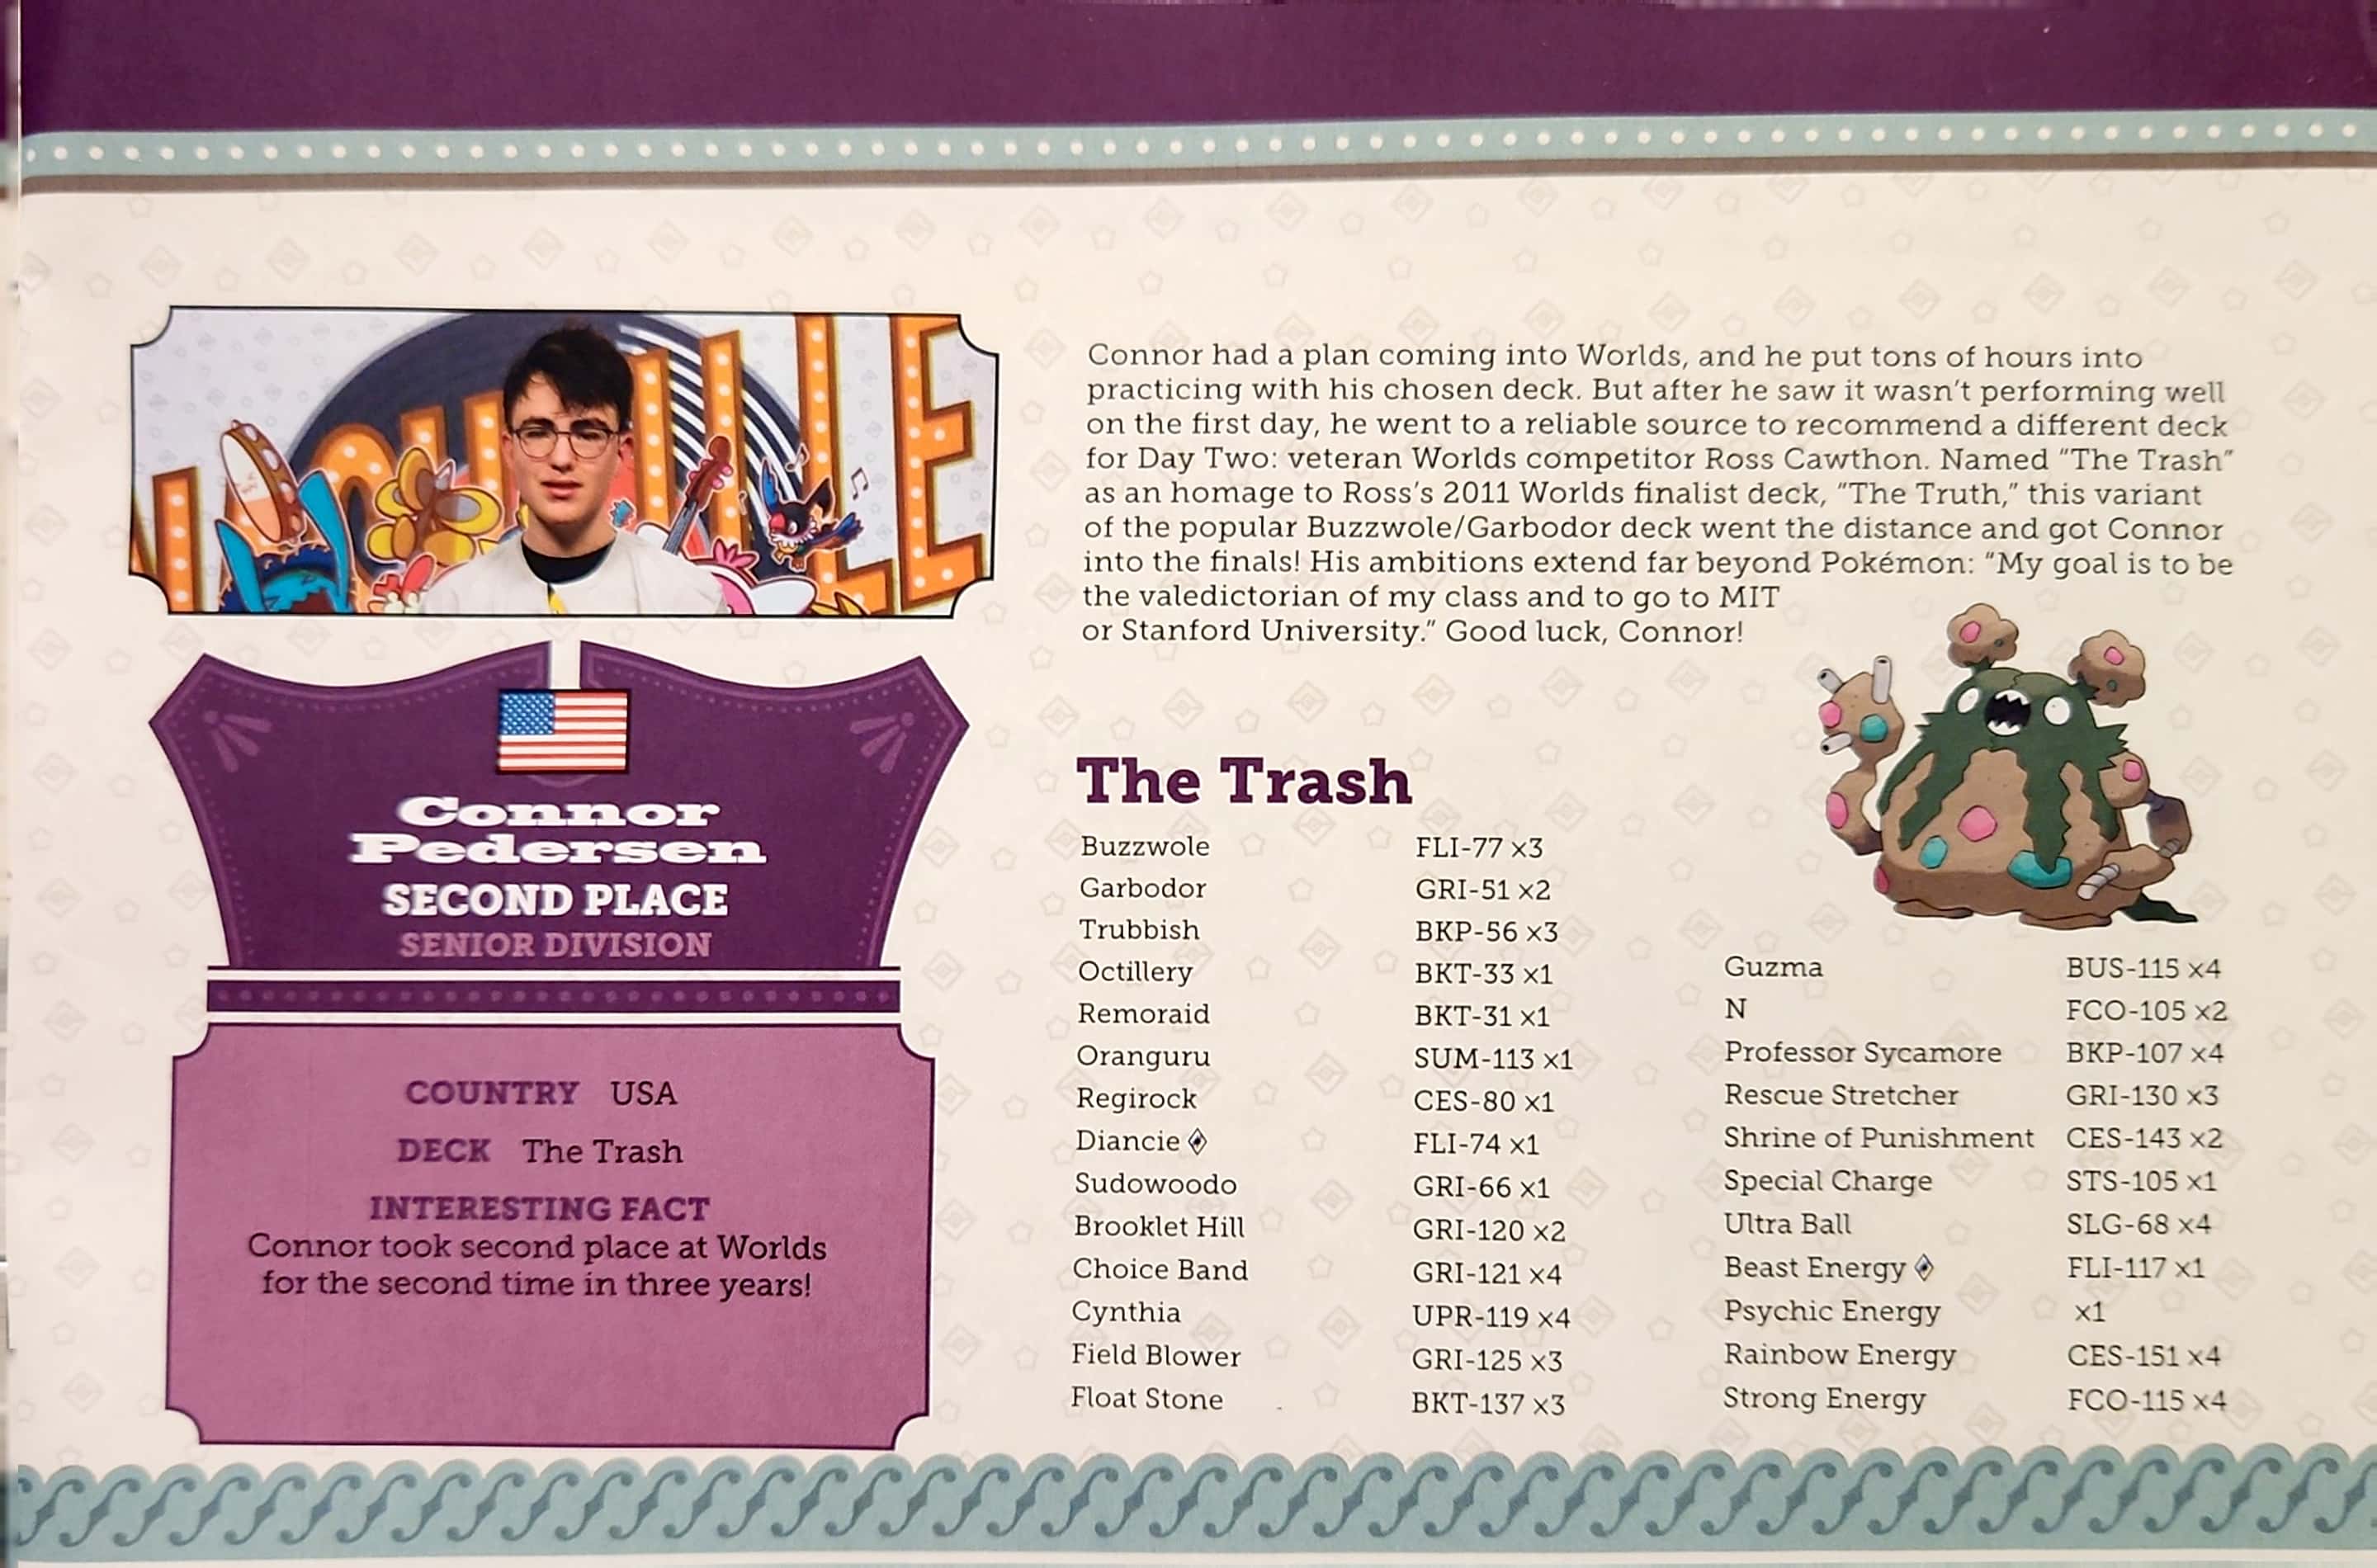 Connor had a plan coming into Worlds, and he put tons of hours into
practicing with his chosen deck. But after he saw it wasn't performing well
on the first day, he went to a reliable source to recommend a different deck
for Day Two: veteran Worlds competitor Ross Cawthon. Named "The Trash"
as an homage to Ross's 2011 Worlds finalist deck, "The Truth," this variant
of the popular Buzzwole/Garbodor deck went the distance and got Connor
into the finals! His ambitions extend far beyond Pokémon: "My goal is to be
the valedictorian of my class and to go to MIT
or Stanford University." Good luck, Connor!
Connor
Pedersen
SECOND PLACE
SENIOR DIVISION
COUNTRY USA
DECK The Trash
INTERESTING FACT
Connor took second place at Worlds
for the second time in three years!
The Trash
Buzzwole FLI-77 ×3
Garbodor GRI-51 ×2
Trubbish BKP-56 ×3
Octillery BKT-33 ×1
Remoraid BKT-31 ×1
Oranguru SUM-113 ×1
Regirock CES-80 ×1
Diancie FLI-74 ×1
Sudowoodo GRI-66 ×1
Brooklet Hill GRI-120 ×2
Choice Band GRI-121 ×4
Cynthia UPR-119 ×4
Field Blower GRI-125 ×3
Float Stone BKT-137 ×3
Guzma BUS-115 ×4
N FCO-105 ×2
Professor Sycamore BKP-107 ×4
Rescue Stretcher GRI-130 ×3
Shrine of Punishment CES-143 ×2
Special Charge STS-105 ×1
Ultra Ball SLG-68 ×4
Beast Energy FLI-117 ×1
Psychic Energy ×1
Rainbow Energy CES-151 ×4
Strong Energy FCO-115 ×4